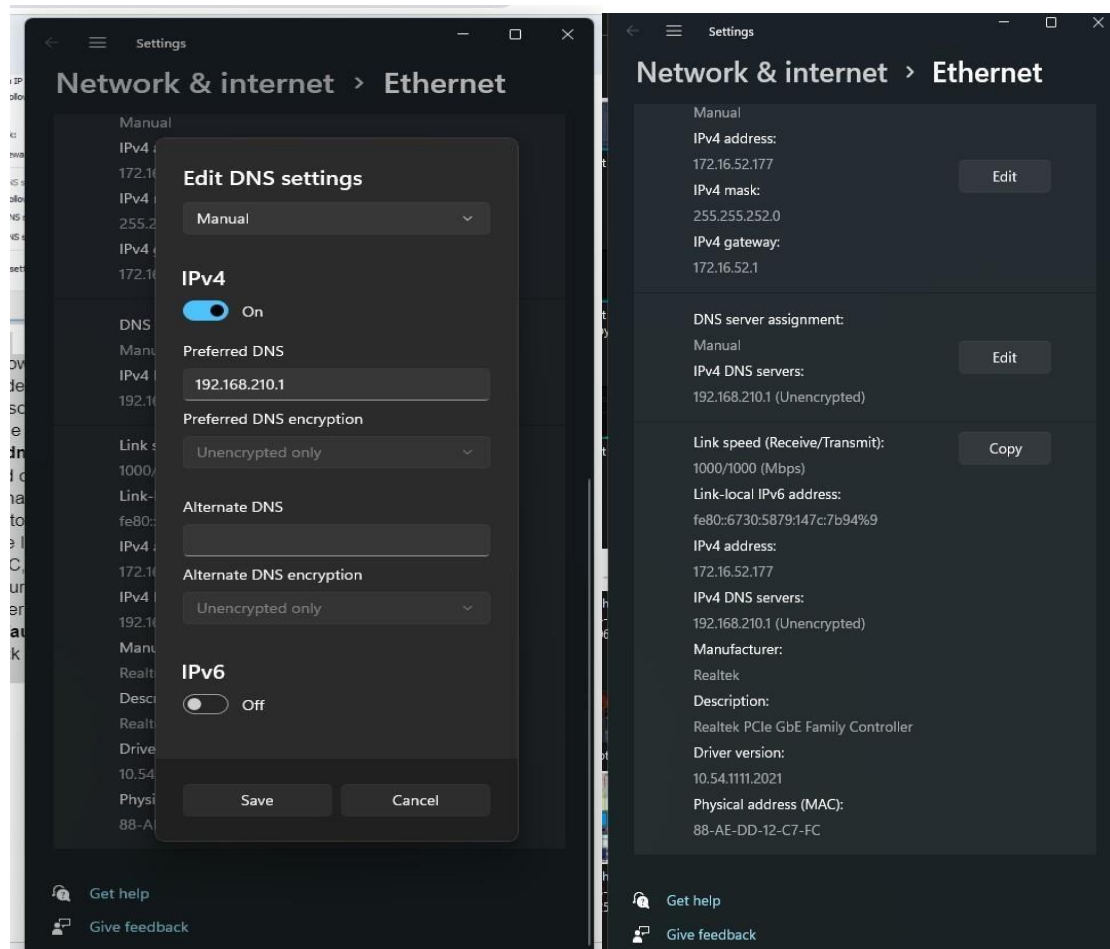 Settings
Network & internet > Ethernet
Manual
IPv4
172.16
IPv4
255.2
IPv4
172.16
DNS
Manu
IPv4
192.16
Link s
1000/
Link-
fe80::
IPv4
172.16
IPv4
192.16
Manu
Realt
Descr
Realt
Drive
10.54
Physi
88-A
Edit DNS settings
Manual
IPv4
On
Preferred DNS
192.168.210.1
Preferred DNS encryption
Unencrypted only
Alternate DNS
Alternate DNS encryption
Unencrypted only
IPv6
Off
Save Cancel
Get help
Give feedback
Settings
Network & internet > Ethernet
Manual
IPv4 address:
172.16.52.177
Edit
IPv4 mask:
255.255.252.0
IPv4 gateway:
172.16.52.1
DNS server assignment:
Manual
Edit
IPv4 DNS servers:
192.168.210.1 (Unencrypted)
Link speed (Receive/Transmit):
Copy
1000/1000 (Mbps)
Link-local IPv6 address:
fe80::6730:5879:147c:7b94%9
IPv4 address:
172.16.52.177
IPv4 DNS servers:
192.168.210.1 (Unencrypted)
Manufacturer:
Realtek
Description:
Realtek PCIe GbE Family Controller
Driver version:
10.54.1111.2021
Physical address (MAC):
88-AE-DD-12-C7-FC
Get help
Give feedback